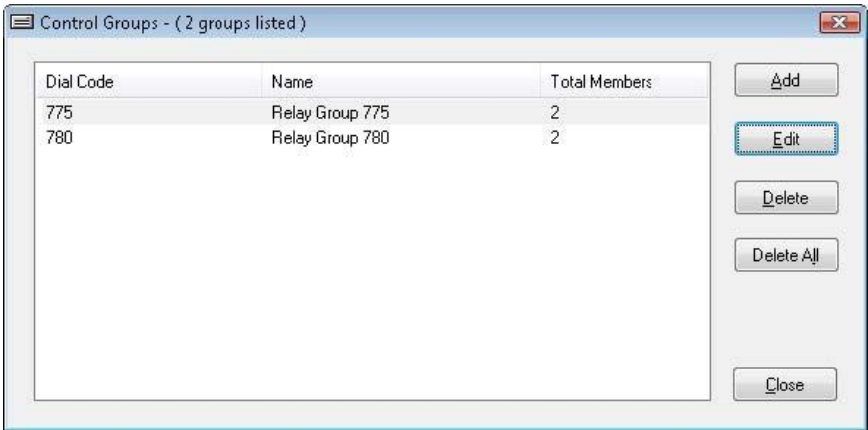 Control Groups - ( 2 groups listed )
Dial Code Name Total Members
775 Relay Group 775 2
780 Relay Group 780 2
Add
Edit
Delete
Delete All
Close